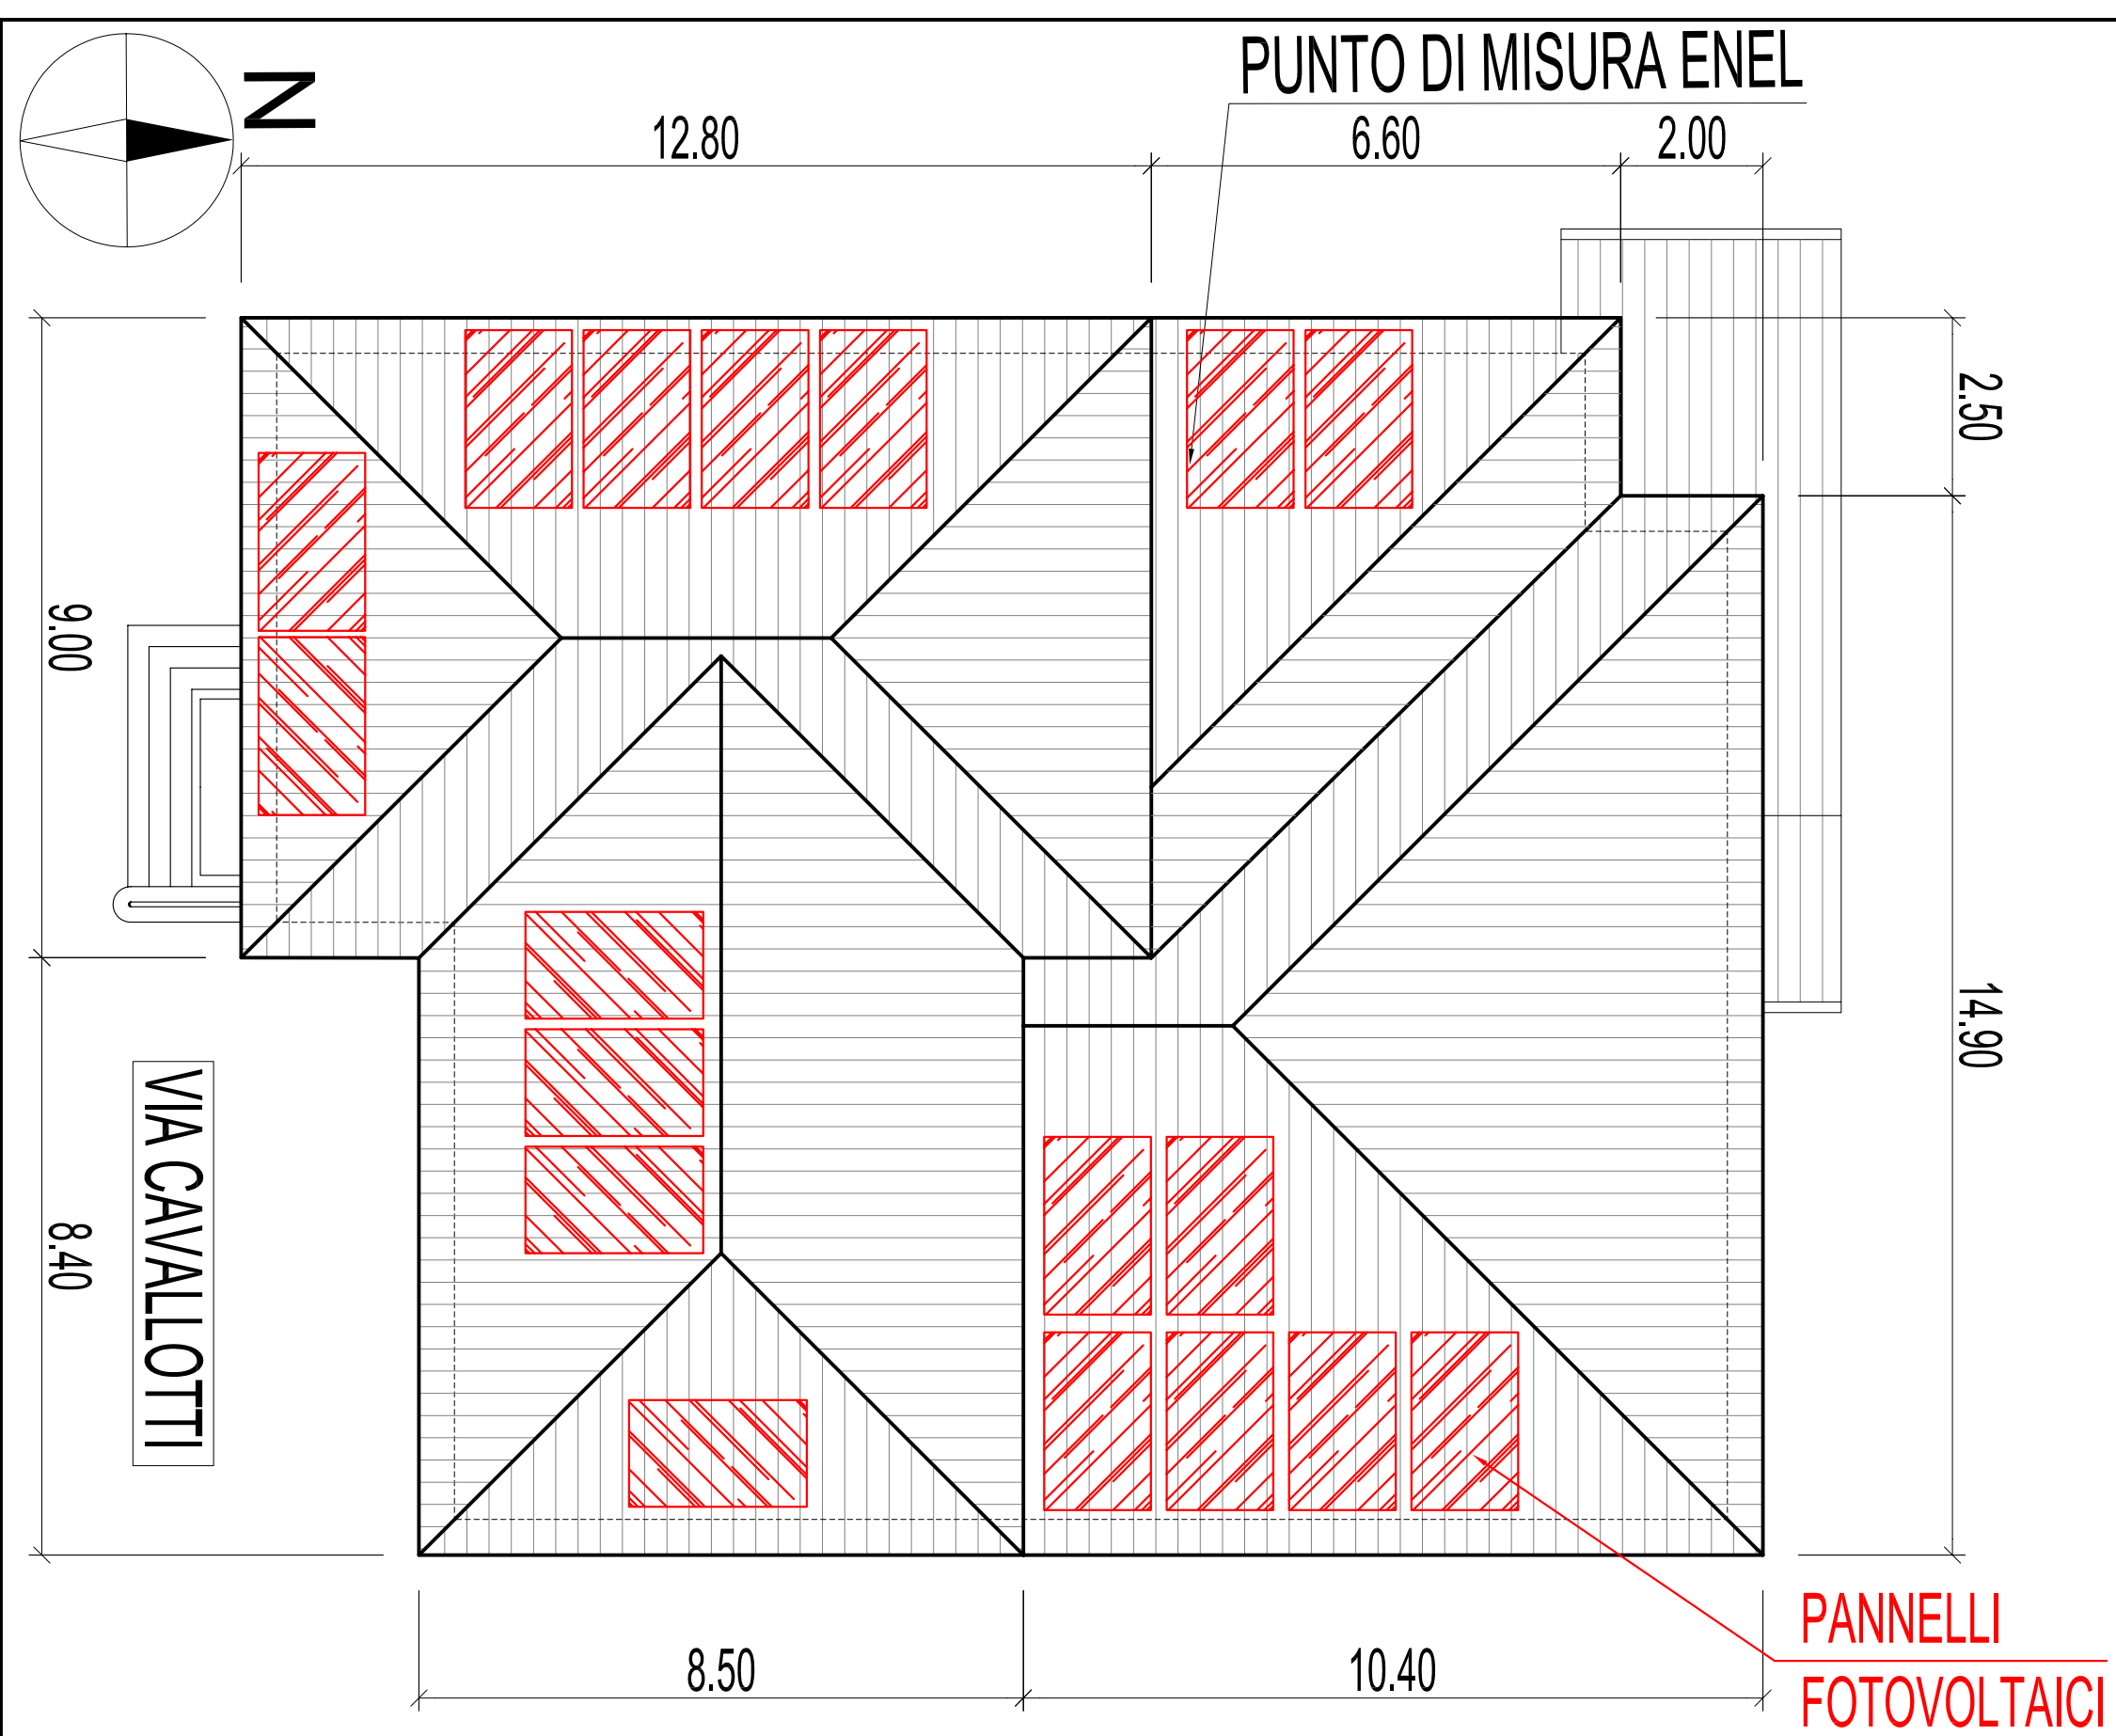 N
PUNTO DI MISURA ENEL
12.80
6.60
2.00
2.50
9.00
14.90
VIA CAVALLOTTI
8.40
8.50
10.40
PANNELLI
FOTOVOLTAICI